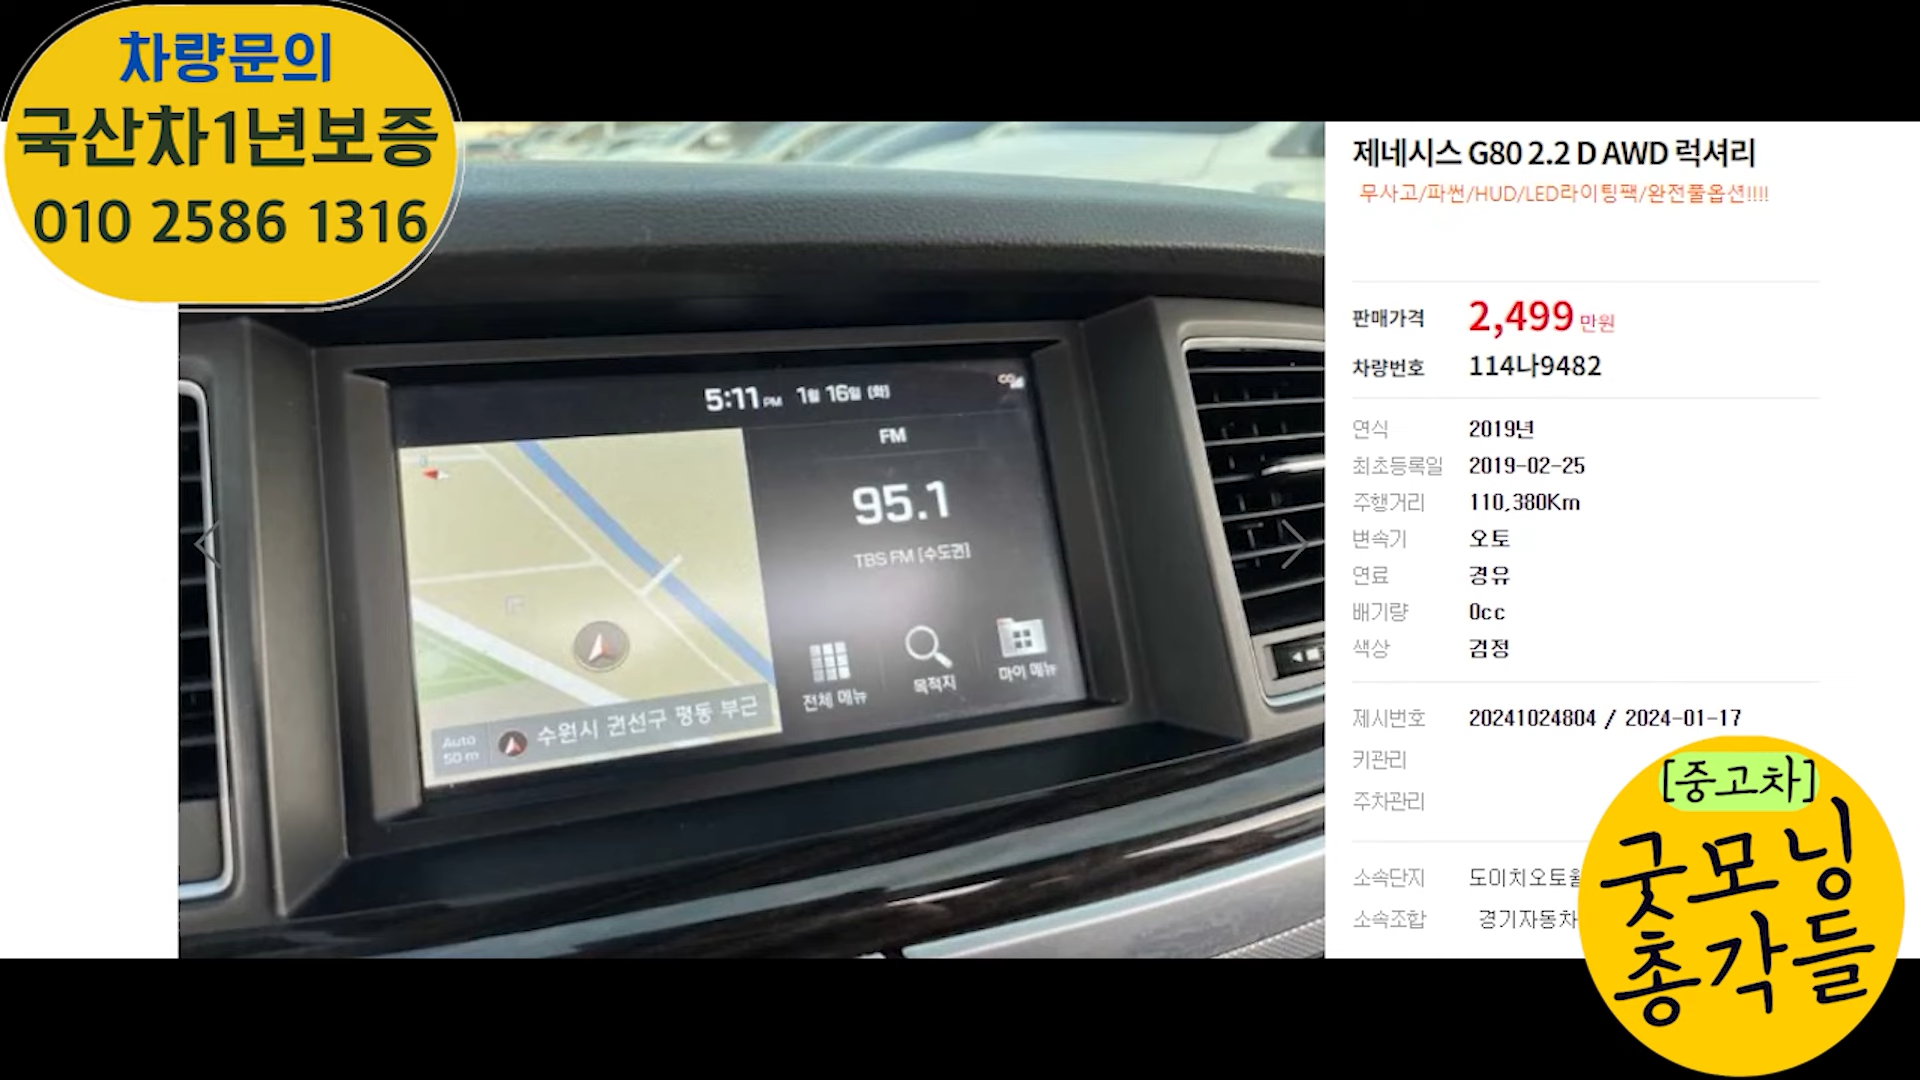 차량문의
국산차1년보증
010 2586 1316
5:11 PM 1월 16일 (화)
FM
95.1
TBS FM [수도권]
전체 메뉴
목적지
마이 메뉴
Auto
50 m
수원시 권선구 평동 부근
제네시스 G80 2.2 D AWD 럭셔리
무사고/파썬/HUD/LED라이팅팩/완전풀옵션!!!!
판매가격 2,499 만원
차량번호 114나9482
연식 2019년
최초등록일 2019-02-25
주행거리 110,380Km
변속기 오토
연료 경유
배기량 0cc
색상 검정
제시번호 20241024804 / 2024-01-17
키관리
주차관리
소속단지 도이치오토월
소속조합 경기자동차
[중고차]
굿모닝
총각들